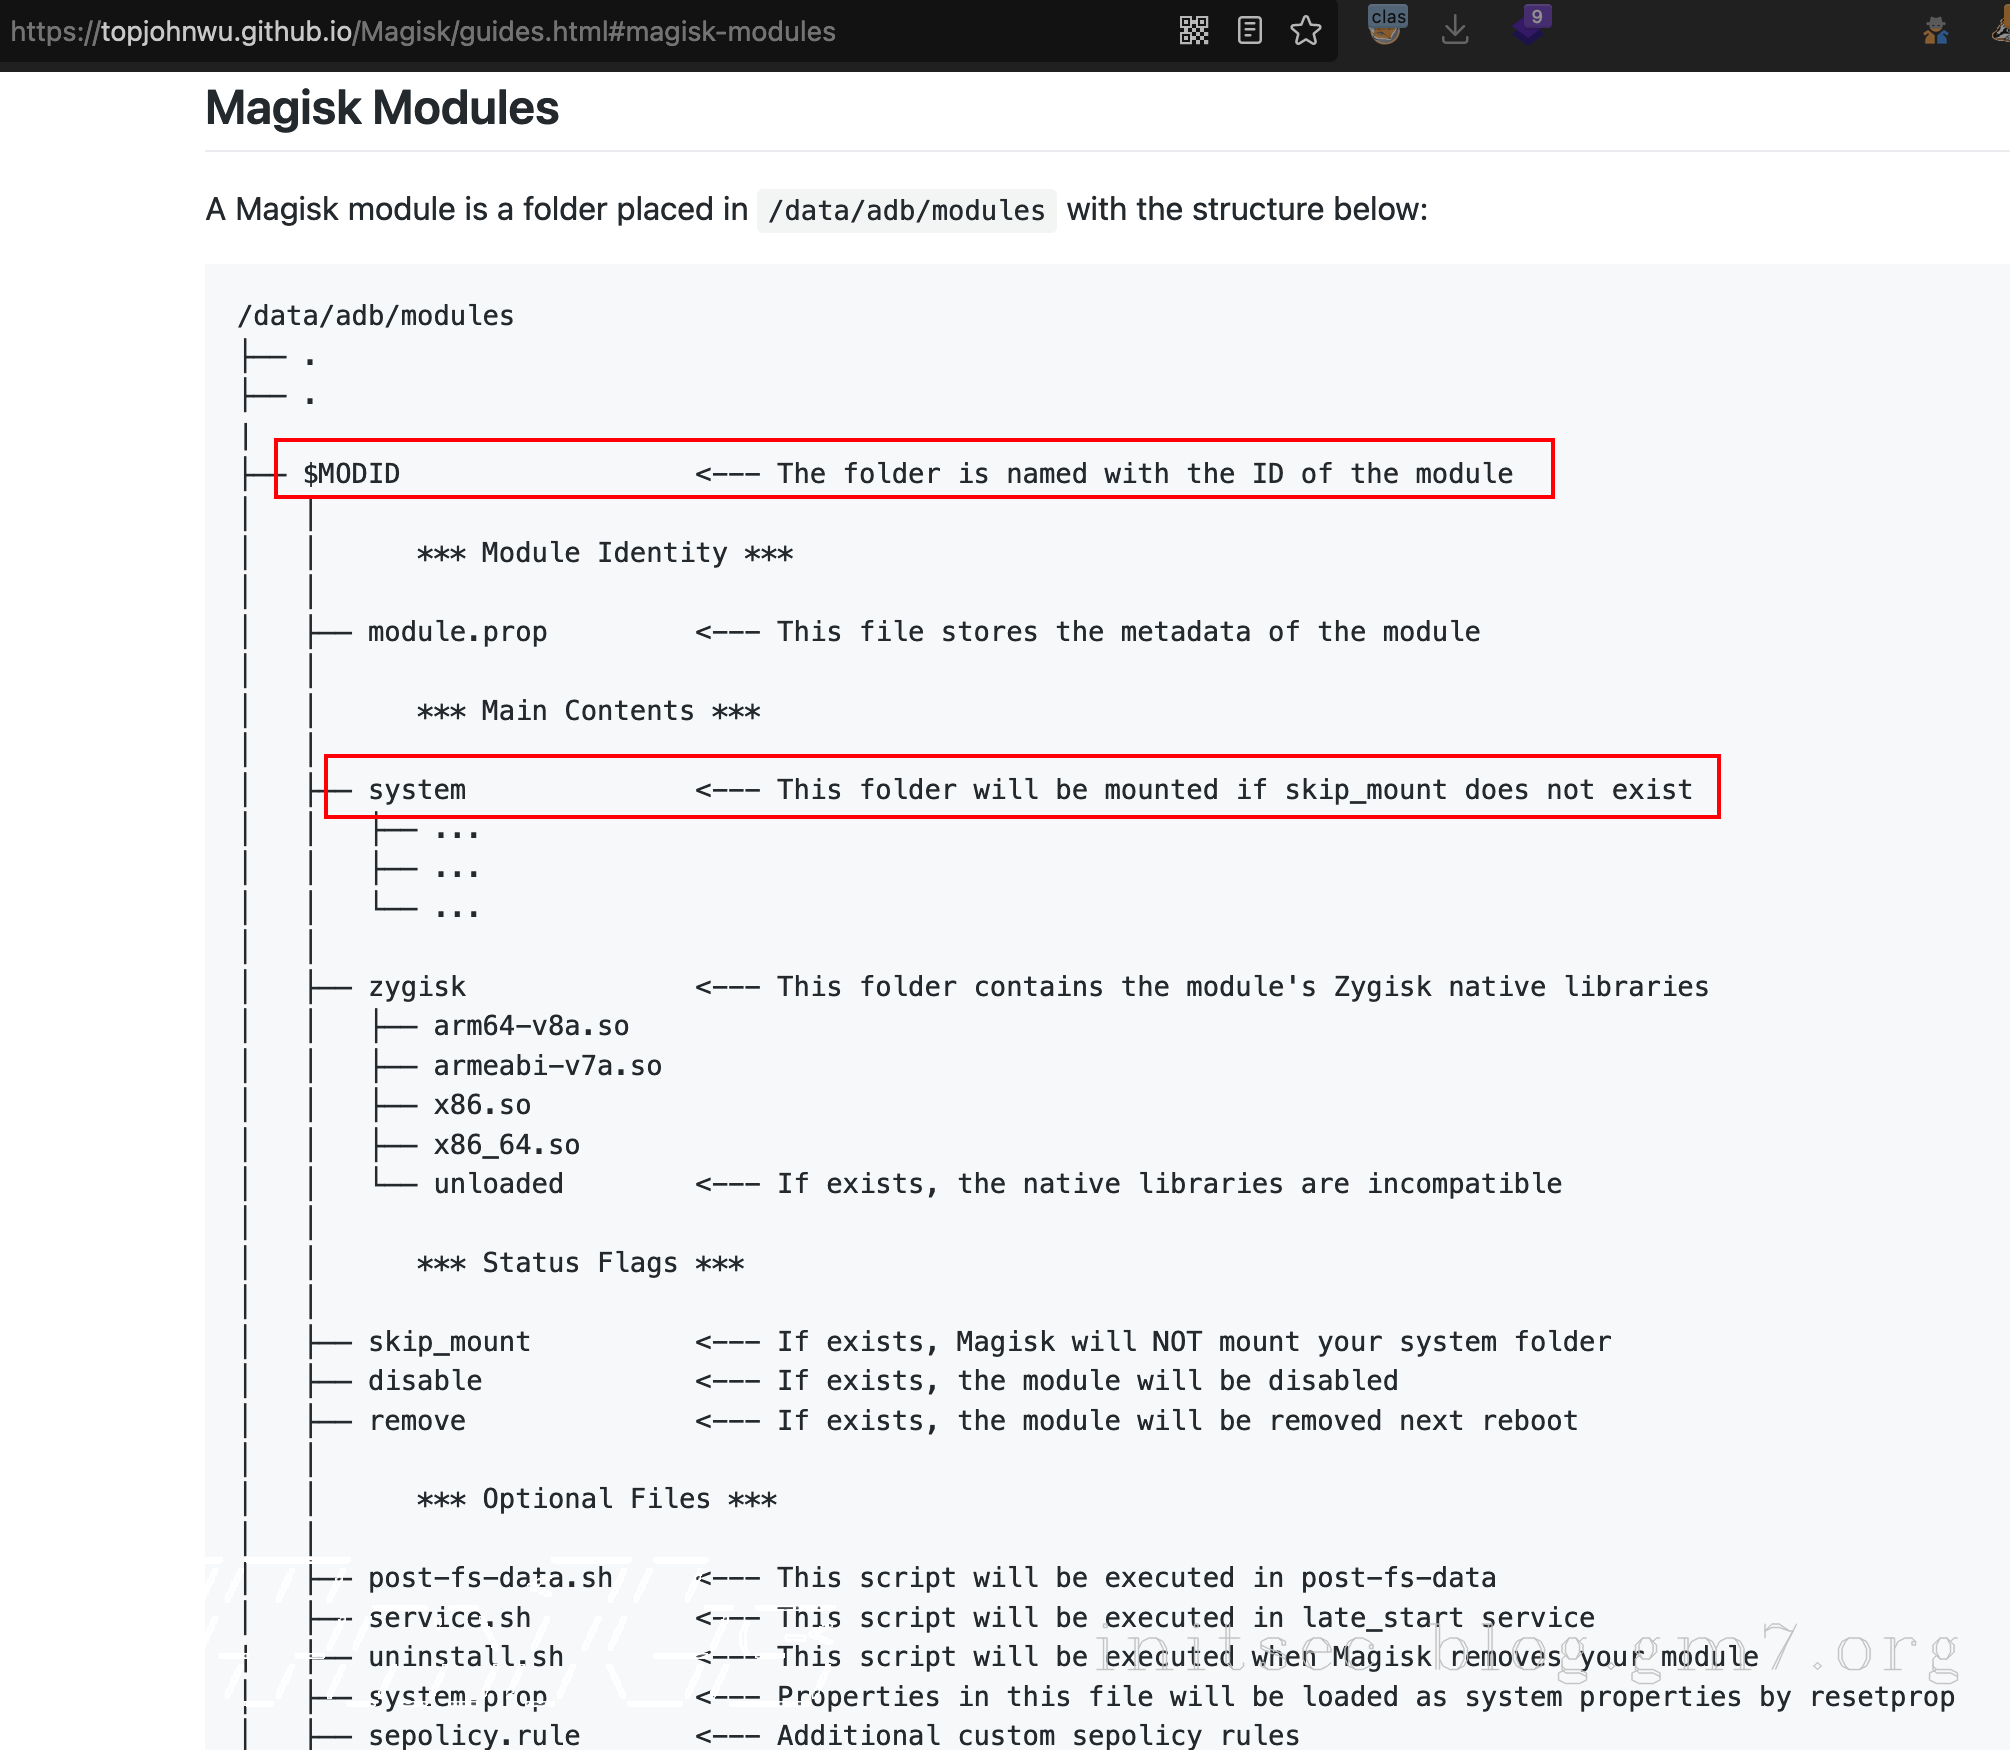 https://topjohnwu.github.io/Magisk/guides.html#magisk-modules
clas
9
Magisk Modules
A Magisk module is a folder placed in /data/adb/modules with the structure below:
/data/adb/modules
├── .
├── .
|
├── $MODID <--- The folder is named with the ID of the module
│ │
│ │ *** Module Identity ***
│ │
│ ├── module.prop <--- This file stores the metadata of the module
│ │
│ │ *** Main Contents ***
│ │
│ ├── system <--- This folder will be mounted if skip_mount does not exist
│ │ ├── ...
│ │ ├── ...
│ │ └── ...
│ │
│ ├── zygisk <--- This folder contains the module's Zygisk native libraries
│ │ ├── arm64-v8a.so
│ │ ├── armeabi-v7a.so
│ │ ├── x86.so
│ │ ├── x86_64.so
│ │ └── unloaded <--- If exists, the native libraries are incompatible
│ │
│ │ *** Status Flags ***
│ │
│ ├── skip_mount <--- If exists, Magisk will NOT mount your system folder
│ ├── disable <--- If exists, the module will be disabled
│ ├── remove <--- If exists, the module will be removed next reboot
│ │
│ │ *** Optional Files ***
│ │
│ ├── post-fs-data.sh <--- This script will be executed in post-fs-data
│ ├── service.sh <--- This script will be executed in late_start service
│ ├── uninstall.sh <--- This script will be executed when Magisk removes your module
│ ├── system.prop <--- Properties in this file will be loaded as system properties by resetprop
│ ├── sepolicy.rule <--- Additional custom sepolicy rules
initsec.blog.gm7.org